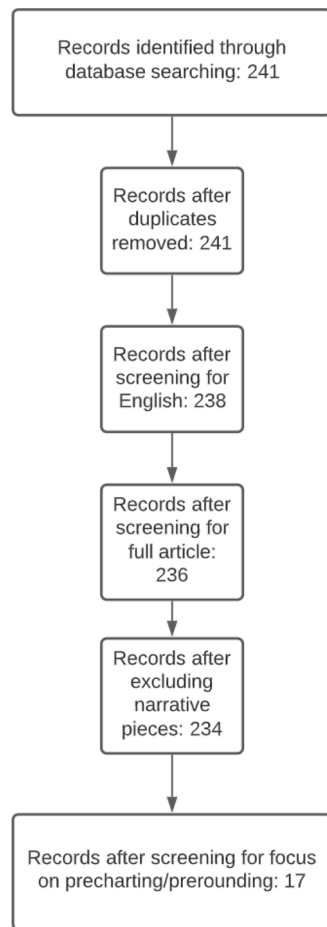 Records identified through
database searching: 241
Records after
duplicates
removed: 241
Records after
screening for
English: 238
Records after
screening for
full article:
236
Records after
excluding
narrative
pieces: 234
Records after screening for focus
on precharting/prerounding: 17